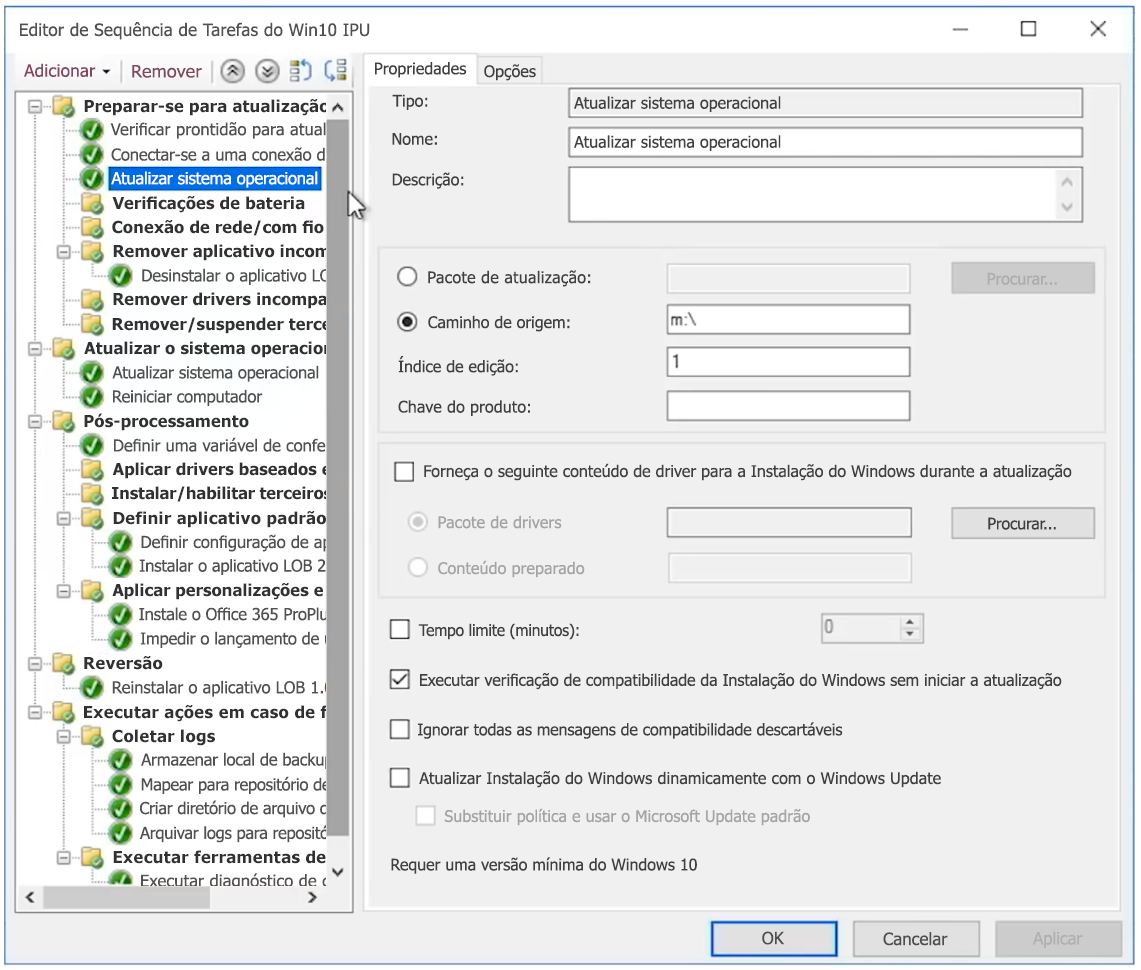 Editor de Sequência de Tarefas do Win10 IPU
Adicionar
Remover
Preparar-se para atualização
Verificar prontidão para atual
Conectar-se a uma conexão d
Atualizar sistema operacional
Verificações de bateria
Conexão de rede/com fio
Remover aplicativo incom
Desinstalar o aplicativo LO
Remover drivers incompa
Remover/suspender terce
Atualizar o sistema operacion
Atualizar sistema operacional
Reiniciar computador
Pós-processamento
Definir uma variável de confe
Aplicar drivers baseados e
Instalar/habilitar terceiros
Definir aplicativo padrão
Definir configuração de ap
Instalar o aplicativo LOB 2
Aplicar personalizações e
Instale o Office 365 ProPlu
Impedir o lançamento de u
Reversão
Reinstalar o aplicativo LOB 1.0
Executar ações em caso de f
Coletar logs
Armazenar local de backup
Mapear para repositório de
Criar diretório de arquivo d
Arquivar logs para repositó
Executar ferramentas de
Executar diagnóstico de c
Propriedades
Opções
Tipo:
Atualizar sistema operacional
Nome:
Atualizar sistema operacional
Descrição:
Pacote de atualização:
Procurar...
Caminho de origem:
m:\
Índice de edição:
1
Chave do produto:
Forneça o seguinte conteúdo de driver para a Instalação do Windows durante a atualização
Pacote de drivers
Procurar...
Conteúdo preparado
Tempo limite (minutos):
0
Executar verificação de compatibilidade da Instalação do Windows sem iniciar a atualização
Ignorar todas as mensagens de compatibilidade descartáveis
Atualizar Instalação do Windows dinamicamente com o Windows Update
Substituir política e usar o Microsoft Update padrão
Requer uma versão mínima do Windows 10
OK
Cancelar
Aplicar